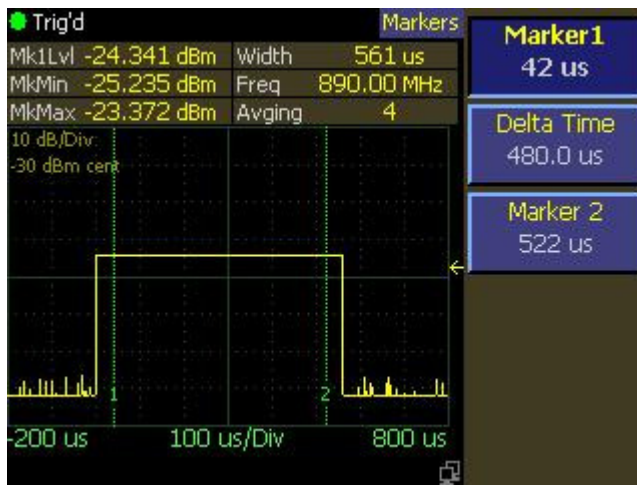 Trig'd Markers
Mk1Lvl -24.341 dBm Width 561 us
MkMin -25.235 dBm Freq 890.00 MHz
MkMax -23.372 dBm Avging 4
10 dB/Div
-30 dBm cent
1 2
-200 us 100 us/Div 800 us
Marker1
42 us
Delta Time
480.0 us
Marker 2
522 us